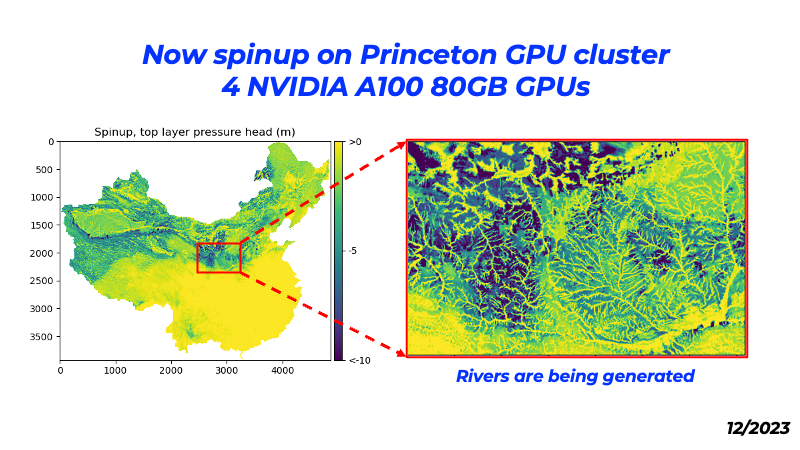 Now spinup on Princeton GPU cluster
4 NVIDIA A100 80GB GPUs
Spinup, top layer pressure head (m)
0
500
1000
1500
2000
2500
3000
3500
0 1000 2000 3000 4000
>0
-5
<-10
Rivers are being generated
12/2023